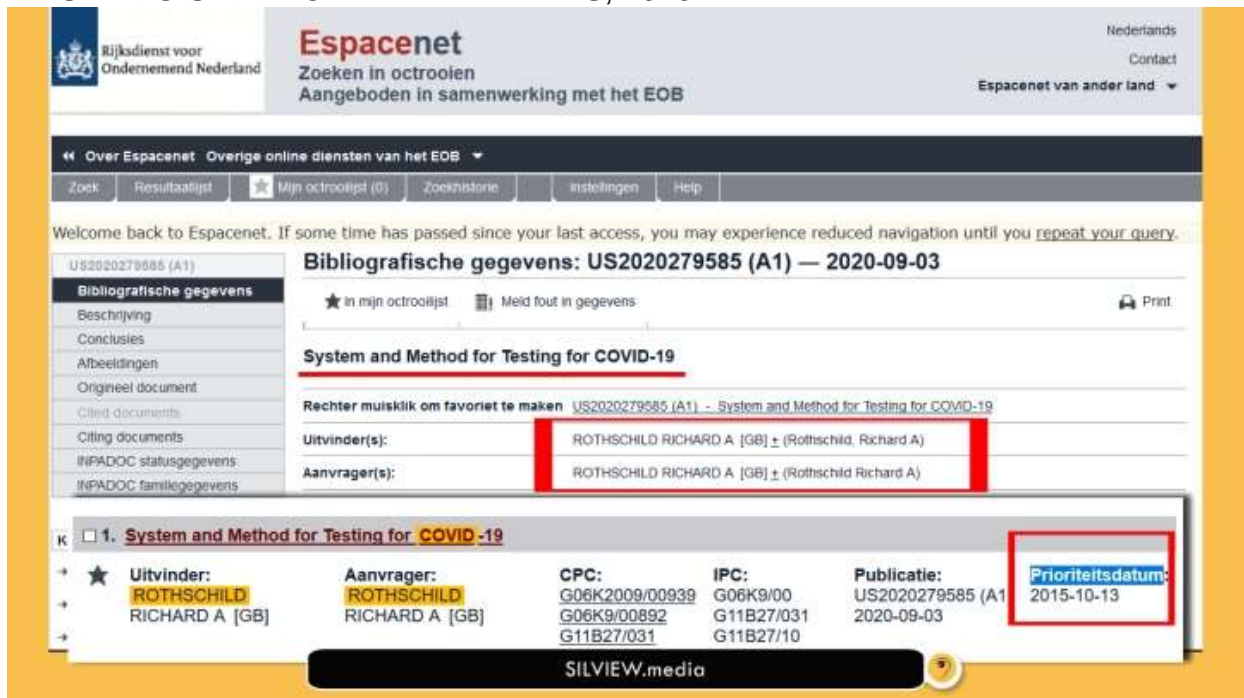 Rijksdienst voor
Ondernemend Nederland
Espacenet
Zoeken in octrooien
Aangeboden in samenwerking met het EOB
Nederlands
Contact
Espacenet van ander land
Over Espacenet Overige online diensten van het EOB
Zoek Resultaatlijst Mijn octrooilijst (0) Zoekhistorie Instellingen Help
Welcome back to Espacenet. If some time has passed since your last access, you may experience reduced navigation until you repeat your query.
US2020279585 (A1)
Bibliografische gegevens
Beschrijving
Conclusies
Afbeeldingen
Origineel document
Cited documents
Citing documents
INPADOC statusgegevens
INPADOC familiegegevens
Bibliografische gegevens: US2020279585 (A1) — 2020-09-03
In mijn octrooilijst Meld fout in gegevens Print
System and Method for Testing for COVID-19
Rechter muisklik om favoriet te maken US2020279585 (A1) - System and Method for Testing for COVID-19
Uitvinder(s): ROTHSCHILD RICHARD A [GB] ± (Rothschild, Richard A)
Aanvrager(s): ROTHSCHILD RICHARD A [GB] ± (Rothschild Richard A)
K 1. System and Method for Testing for COVID -19
Uitvinder: Aanvrager: CPC: IPC: Publicatie: Prioriteitsdatum:
ROTHSCHILD ROTHSCHILD G06K2009/00939 G06K9/00 US2020279585 (A1 2015-10-13
RICHARD A [GB] RICHARD A [GB] G06K9/00892 G11B27/031 2020-09-03
G11B27/031 G11B27/10
SILVIEW.media